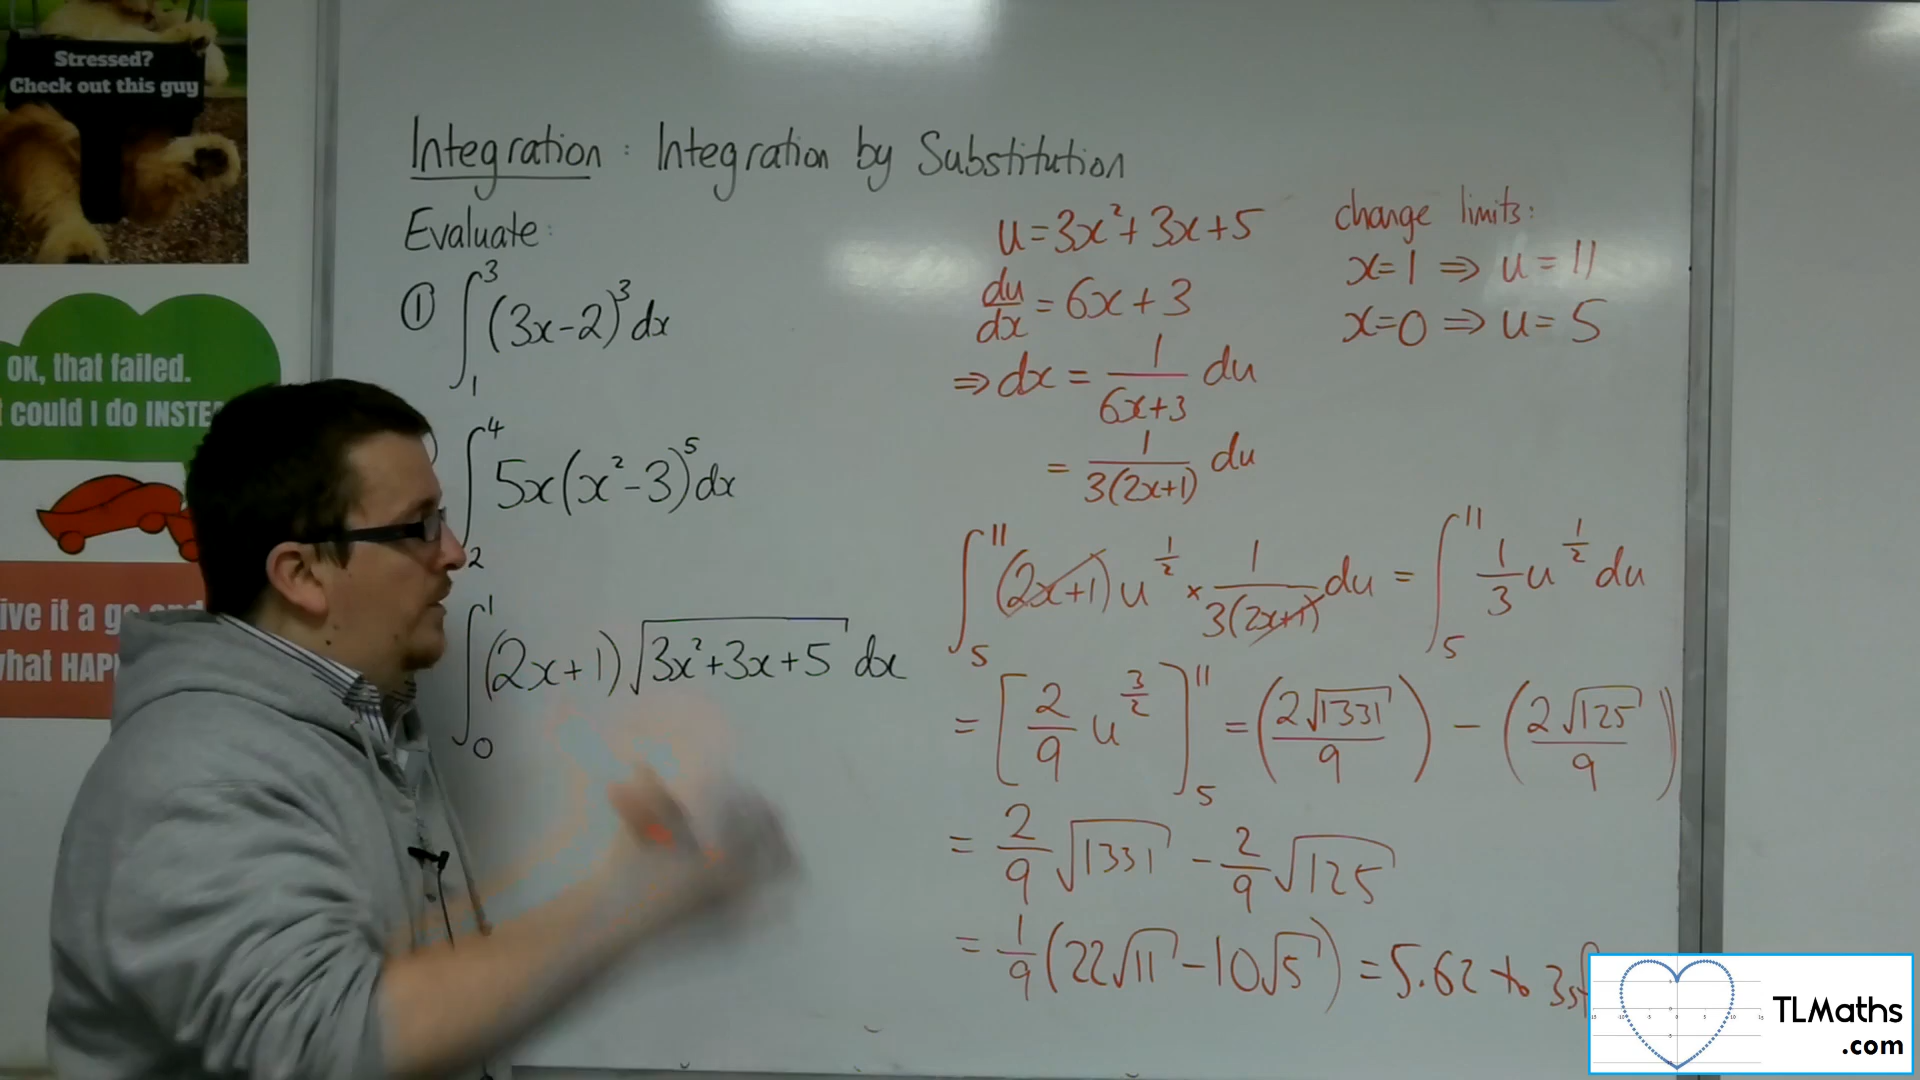 Stressed?
Check out this guy
OK, that failed.
could I do INSTE
ive it a go and
what HAP
Integration : Integration by Substitution
Evaluate:
① ∫₁³ (3x-2)³ dx
∫₂⁴ 5x(x²-3)⁵ dx
∫₀¹ (2x+1)√(3x²+3x+5) dx
u = 3x² + 3x + 5
du/dx = 6x + 3
⇒ dx = 1/(6x+3) du
= 1/(3(2x+1)) du
change limits:
x=1 ⇒ u = 11
x=0 ⇒ u = 5
∫₅¹¹ (2x+1) u^(1/2) × 1/(3(2x+1)) du = ∫₅¹¹ 1/3 u^(1/2) du
= [2/9 u^(3/2)]₅¹¹ = (2√1331/9) - (2√125/9)
= 2/9 √1331 - 2/9 √125
= 1/9 (22√11 - 10√5) = 5.62 to 3sf
TLMaths
.com